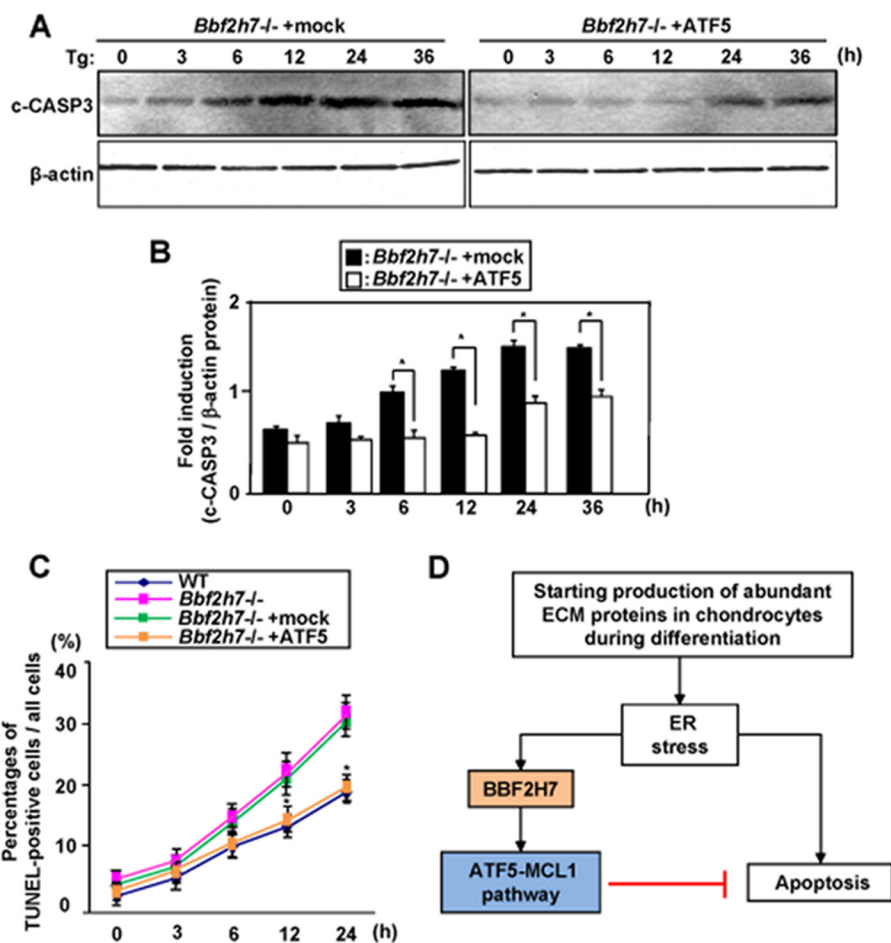 A
Bbf2h7-/- +mock
Bbf2h7-/- +ATF5
Tg: 0 3 6 12 24 36 0 3 6 12 24 36 (h)
c-CASP3
β-actin
B
: Bbf2h7-/- +mock
: Bbf2h7-/- +ATF5
Fold induction
(c-CASP3 / β-actin protein)
2
1
0
* * * *
0 3 6 12 24 36 (h)
C
WT
Bbf2h7-/-
Bbf2h7-/- +mock
Bbf2h7-/- +ATF5
(%)
Percentages of
TUNEL-positive cells / all cells
40
30
20
10
0
* *
0 3 6 12 24 (h)
D
Starting production of abundant
ECM proteins in chondrocytes
during differentiation
ER
stress
BBF2H7
ATF5-MCL1
pathway
Apoptosis